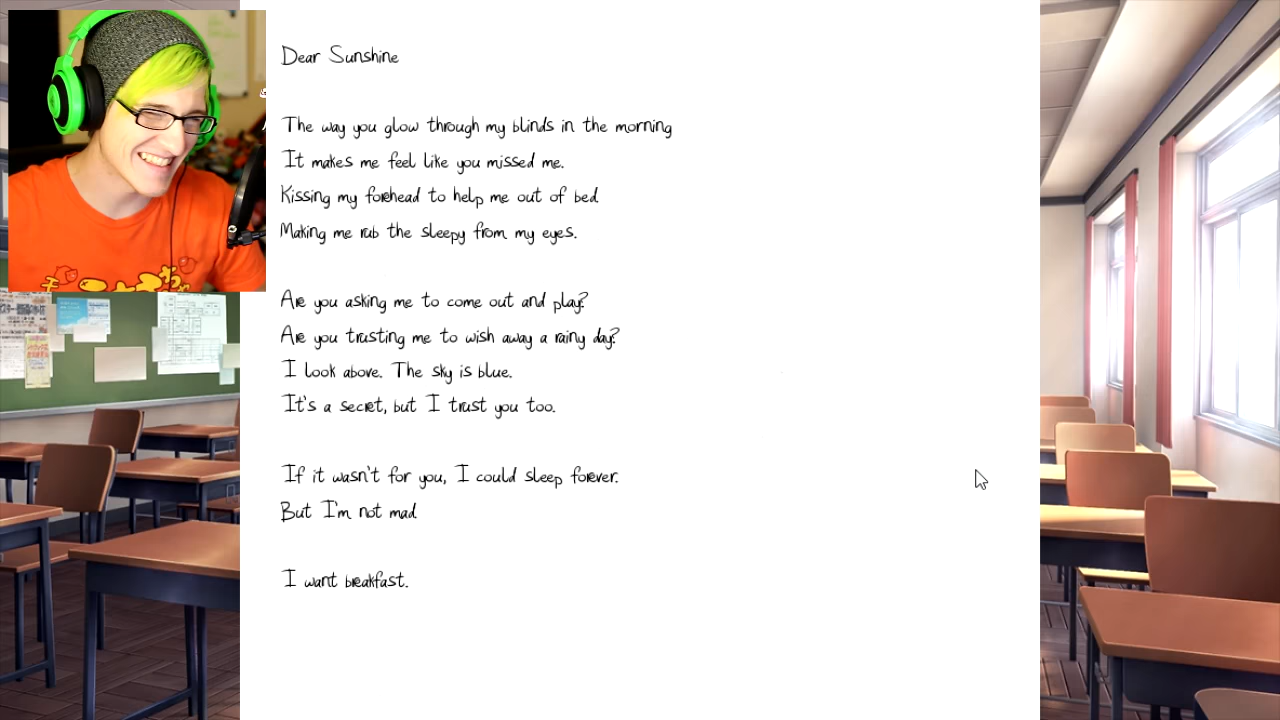 Dear Sunshine
The way you glow through my blinds in the morning
It makes me feel like you missed me.
Kissing my forehead to help me out of bed
Making me rub the sleepy from my eyes.
Are you asking me to come out and play?
Are you trusting me to wish away a rainy day?
I look above. The sky is blue.
It's a secret, but I trust you too.
If it wasn't for you, I could sleep forever.
But I'm not mad
I want breakfast.